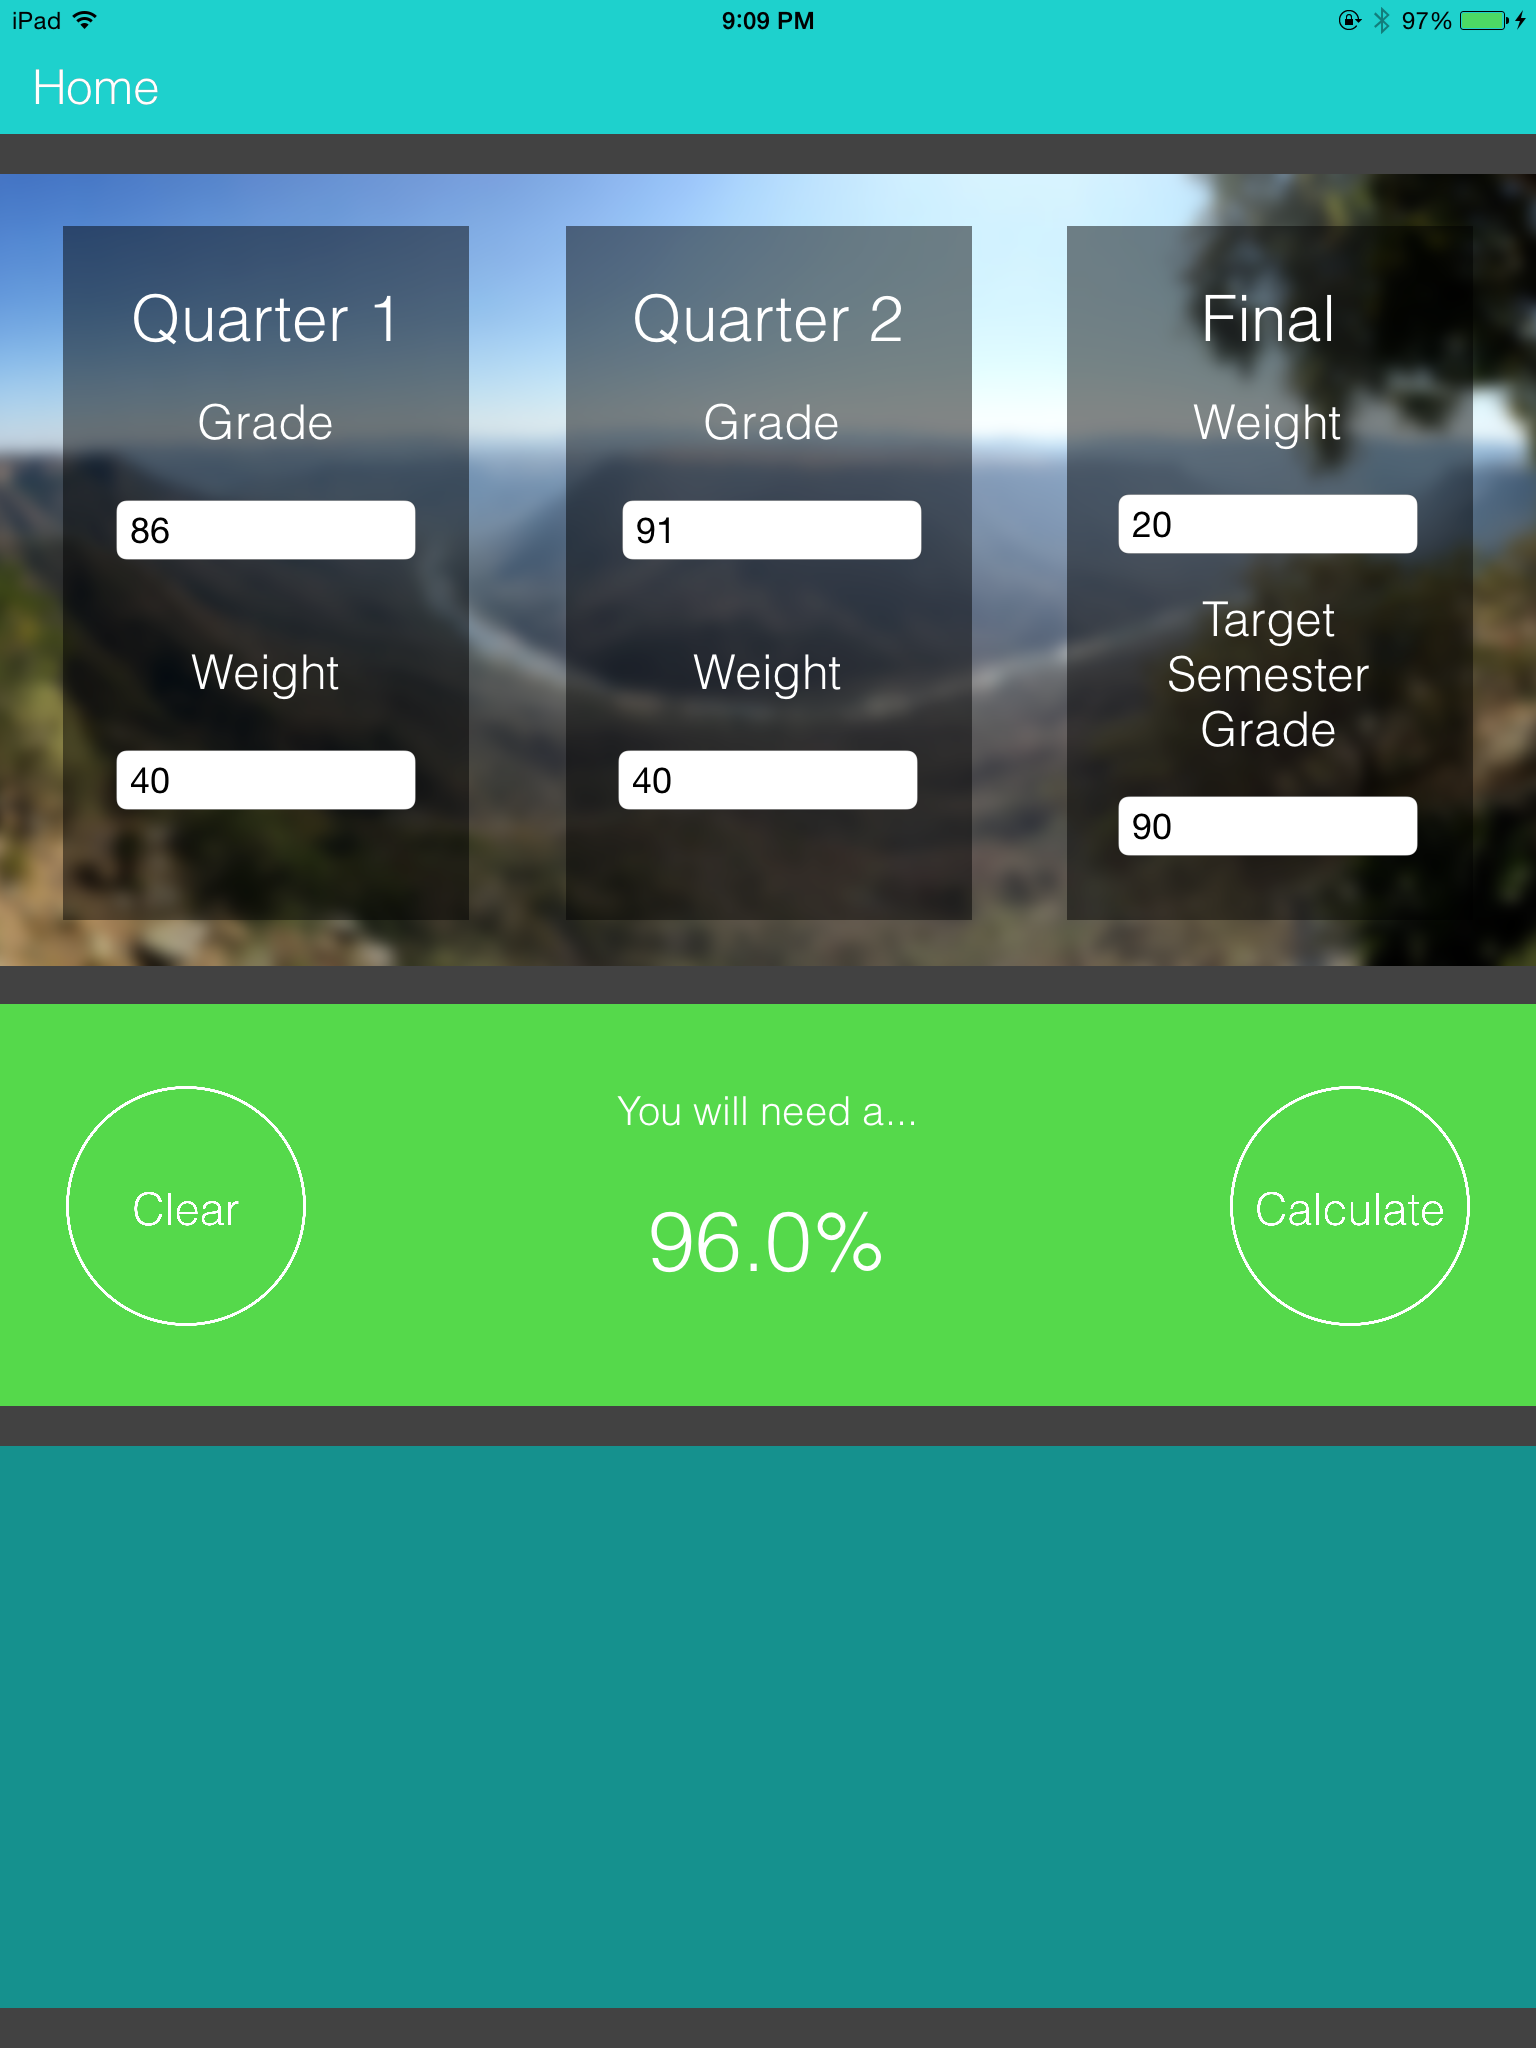 iPad 9:09 PM 97%
Home
Quarter 1
Grade
86
Weight
40
Quarter 2
Grade
91
Weight
40
Final
Weight
20
Target
Semester
Grade
90
Clear
You will need a...
96.0%
Calculate